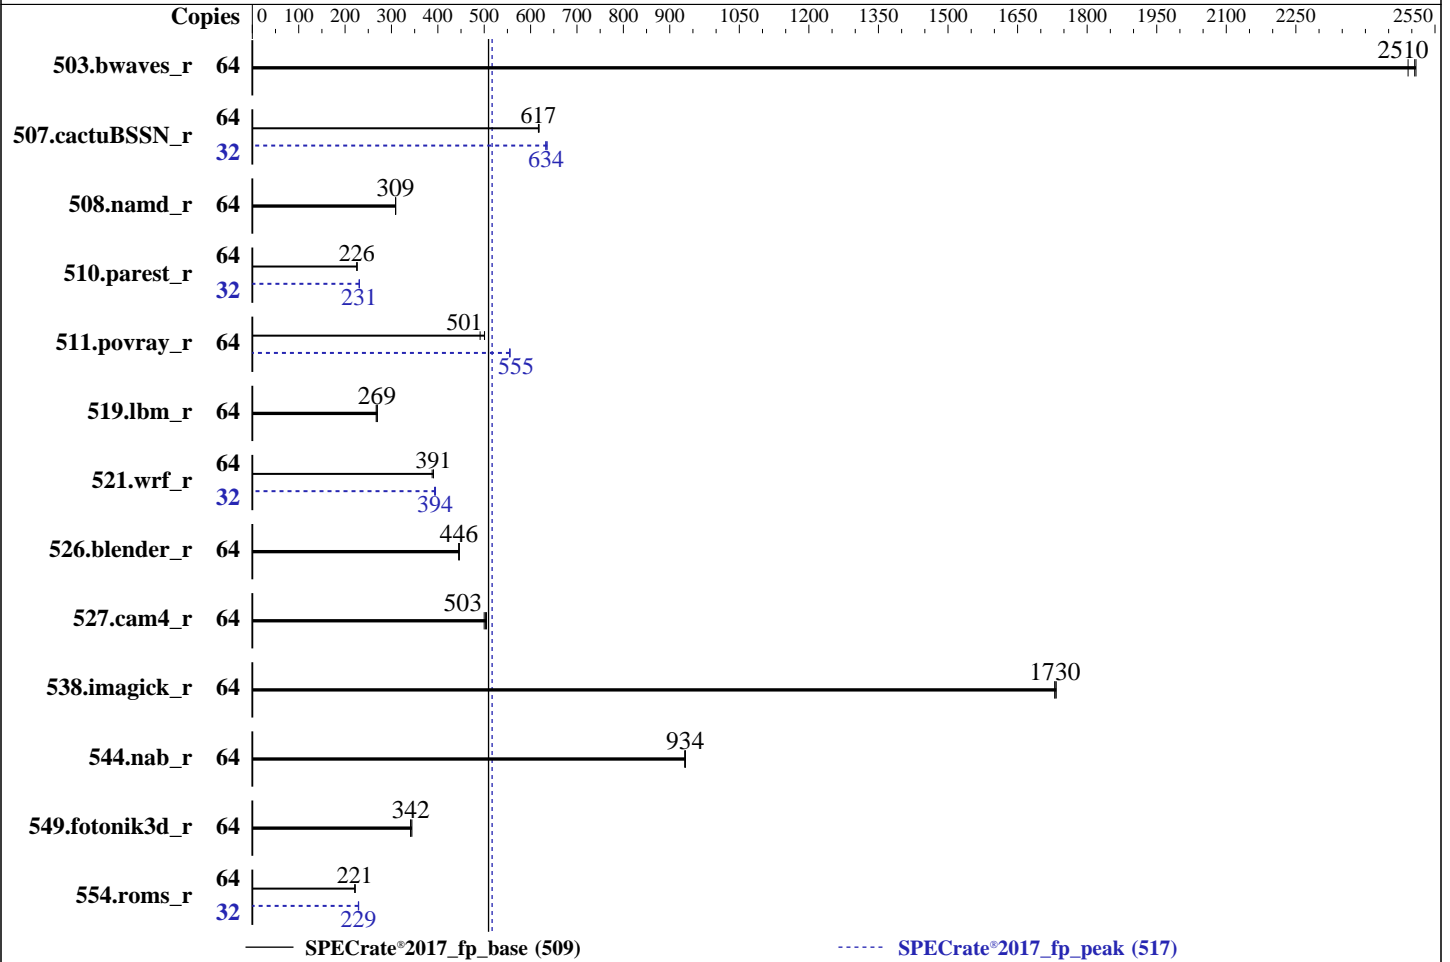 Copies 0 100 200 300 400 500 600 700 800 900 1050 1200 1350 1500 1650 1800 1950 2100 2250 2550
503.bwaves_r 64 2510
507.cactuBSSN_r 64 617
32 634
508.namd_r 64 309
510.parest_r 64 226
32 231
511.povray_r 64 501
555
519.lbm_r 64 269
521.wrf_r 64 391
32 394
526.blender_r 64 446
527.cam4_r 64 503
538.imagick_r 64 1730
544.nab_r 64 934
549.fotonik3d_r 64 342
554.roms_r 64 221
32 229
SPECrate®2017_fp_base (509) SPECrate®2017_fp_peak (517)